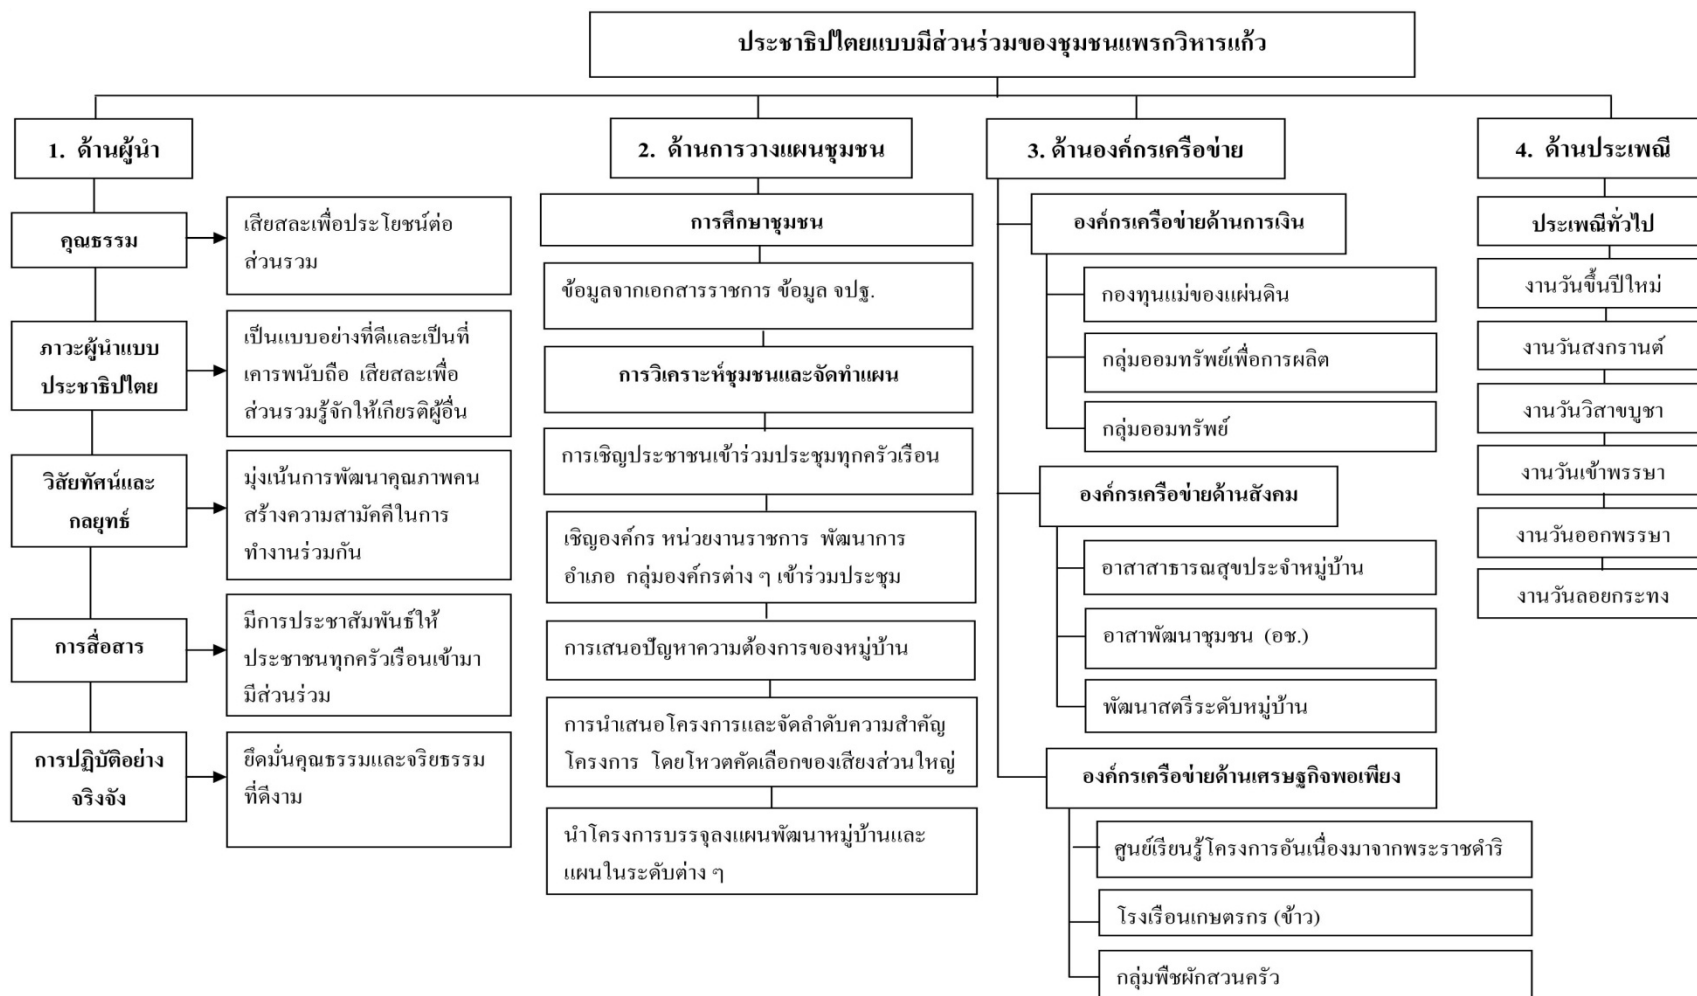 ประชาธิปไตยแบบมีส่วนร่วมของชุมชนแพรกวิหารแก้ว
1. ด้านผู้นำ
คุณธรรม
เสียสละเพื่อประโยชน์ต่อ
ส่วนรวม
ภาวะผู้นำแบบ
ประชาธิปไตย
เป็นแบบอย่างที่ดีและเป็นที่
เคารพนับถือ เสียสละเพื่อ
ส่วนรวมรู้จักให้เกียรติผู้อื่น
วิสัยทัศน์และ
กลยุทธ์
มุ่งเน้นการพัฒนาคุณภาพคน
สร้างความสามัคคีในการ
ทำงานร่วมกัน
การสื่อสาร
มีการประชาสัมพันธ์ให้
ประชาชนทุกครัวเรือนเข้ามา
มีส่วนร่วม
การปฏิบัติอย่าง
จริงจัง
ยึดมั่นคุณธรรมและจริยธรรม
ที่ดีงาม
2. ด้านการวางแผนชุมชน
การศึกษาชุมชน
ข้อมูลจากเอกสารราชการ ข้อมูล จปฐ.
การวิเคราะห์ชุมชนและจัดทำแผน
การเชิญประชาชนเข้าร่วมประชุมทุกครัวเรือน
เชิญองค์กร หน่วยงานราชการ พัฒนาการ
อำเภอ กลุ่มองค์กรต่าง ๆ เข้าร่วมประชุม
การเสนอปัญหาความต้องการของหมู่บ้าน
การนำเสนอโครงการและจัดลำดับความสำคัญ
โครงการ โดยโหวตคัดเลือกของเสียงส่วนใหญ่
นำโครงการบรรจุลงแผนพัฒนาหมู่บ้านและ
แผนในระดับต่าง ๆ
3. ด้านองค์กรเครือข่าย
องค์กรเครือข่ายด้านการเงิน
กองทุนแม่ของแผ่นดิน
กลุ่มออมทรัพย์เพื่อการผลิต
กลุ่มออมทรัพย์
องค์กรเครือข่ายด้านสังคม
อาสาสาธารณสุขประจำหมู่บ้าน
อาสาพัฒนาชุมชน (อช.)
พัฒนาสตรีระดับหมู่บ้าน
องค์กรเครือข่ายด้านเศรษฐกิจพอเพียง
ศูนย์เรียนรู้โครงการอันเนื่องมาจากพระราชดำริ
โรงเรือนเกษตรกร (ข้าว)
กลุ่มพืชผักสวนครัว
4. ด้านประเพณี
ประเพณีทั่วไป
งานวันขึ้นปีใหม่
งานวันสงกรานต์
งานวันวิสาขบูชา
งานวันเข้าพรรษา
งานวันออกพรรษา
งานวันลอยกระทง